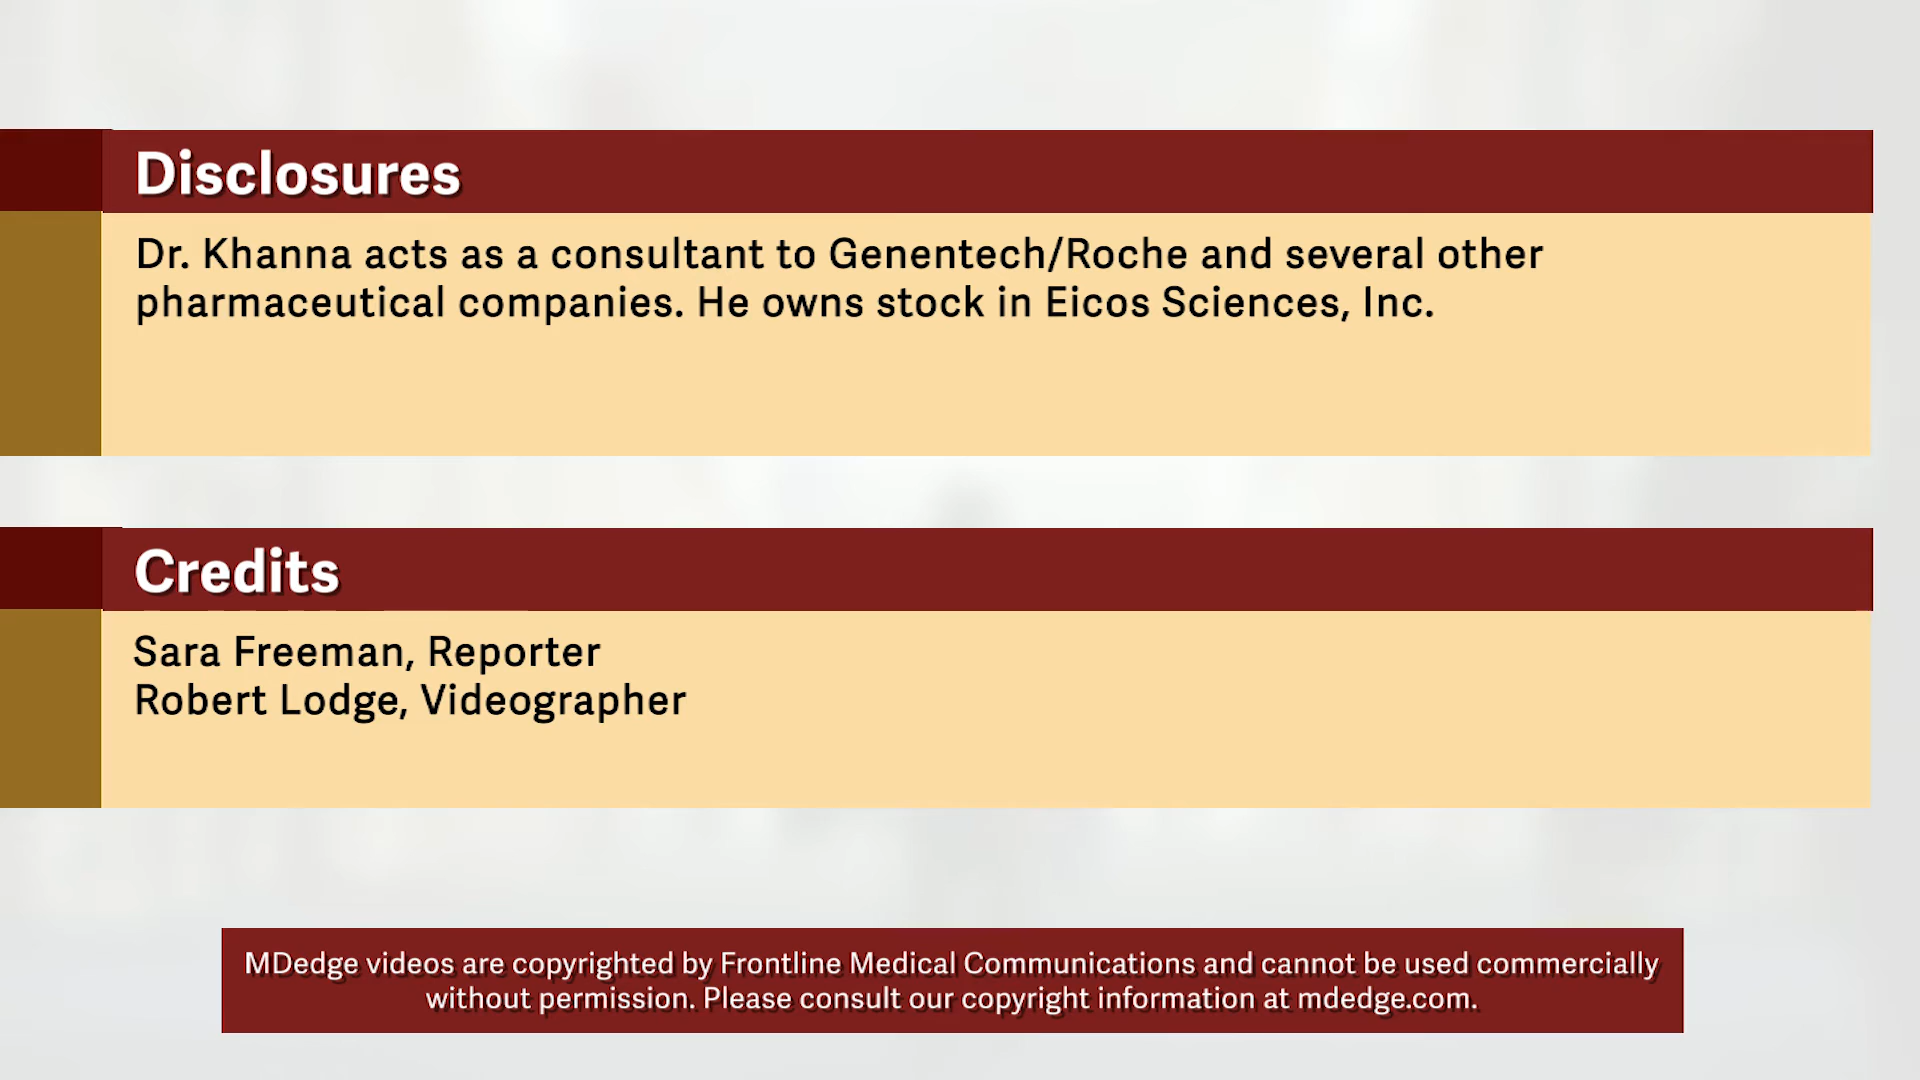 Disclosures
Dr. Khanna acts as a consultant to Genentech/Roche and several other
pharmaceutical companies. He owns stock in Eicos Sciences, Inc.
Credits
Sara Freeman, Reporter
Robert Lodge, Videographer
MDedge videos are copyrighted by Frontline Medical Communications and cannot be used commercially
without permission. Please consult our copyright information at mdedge.com.